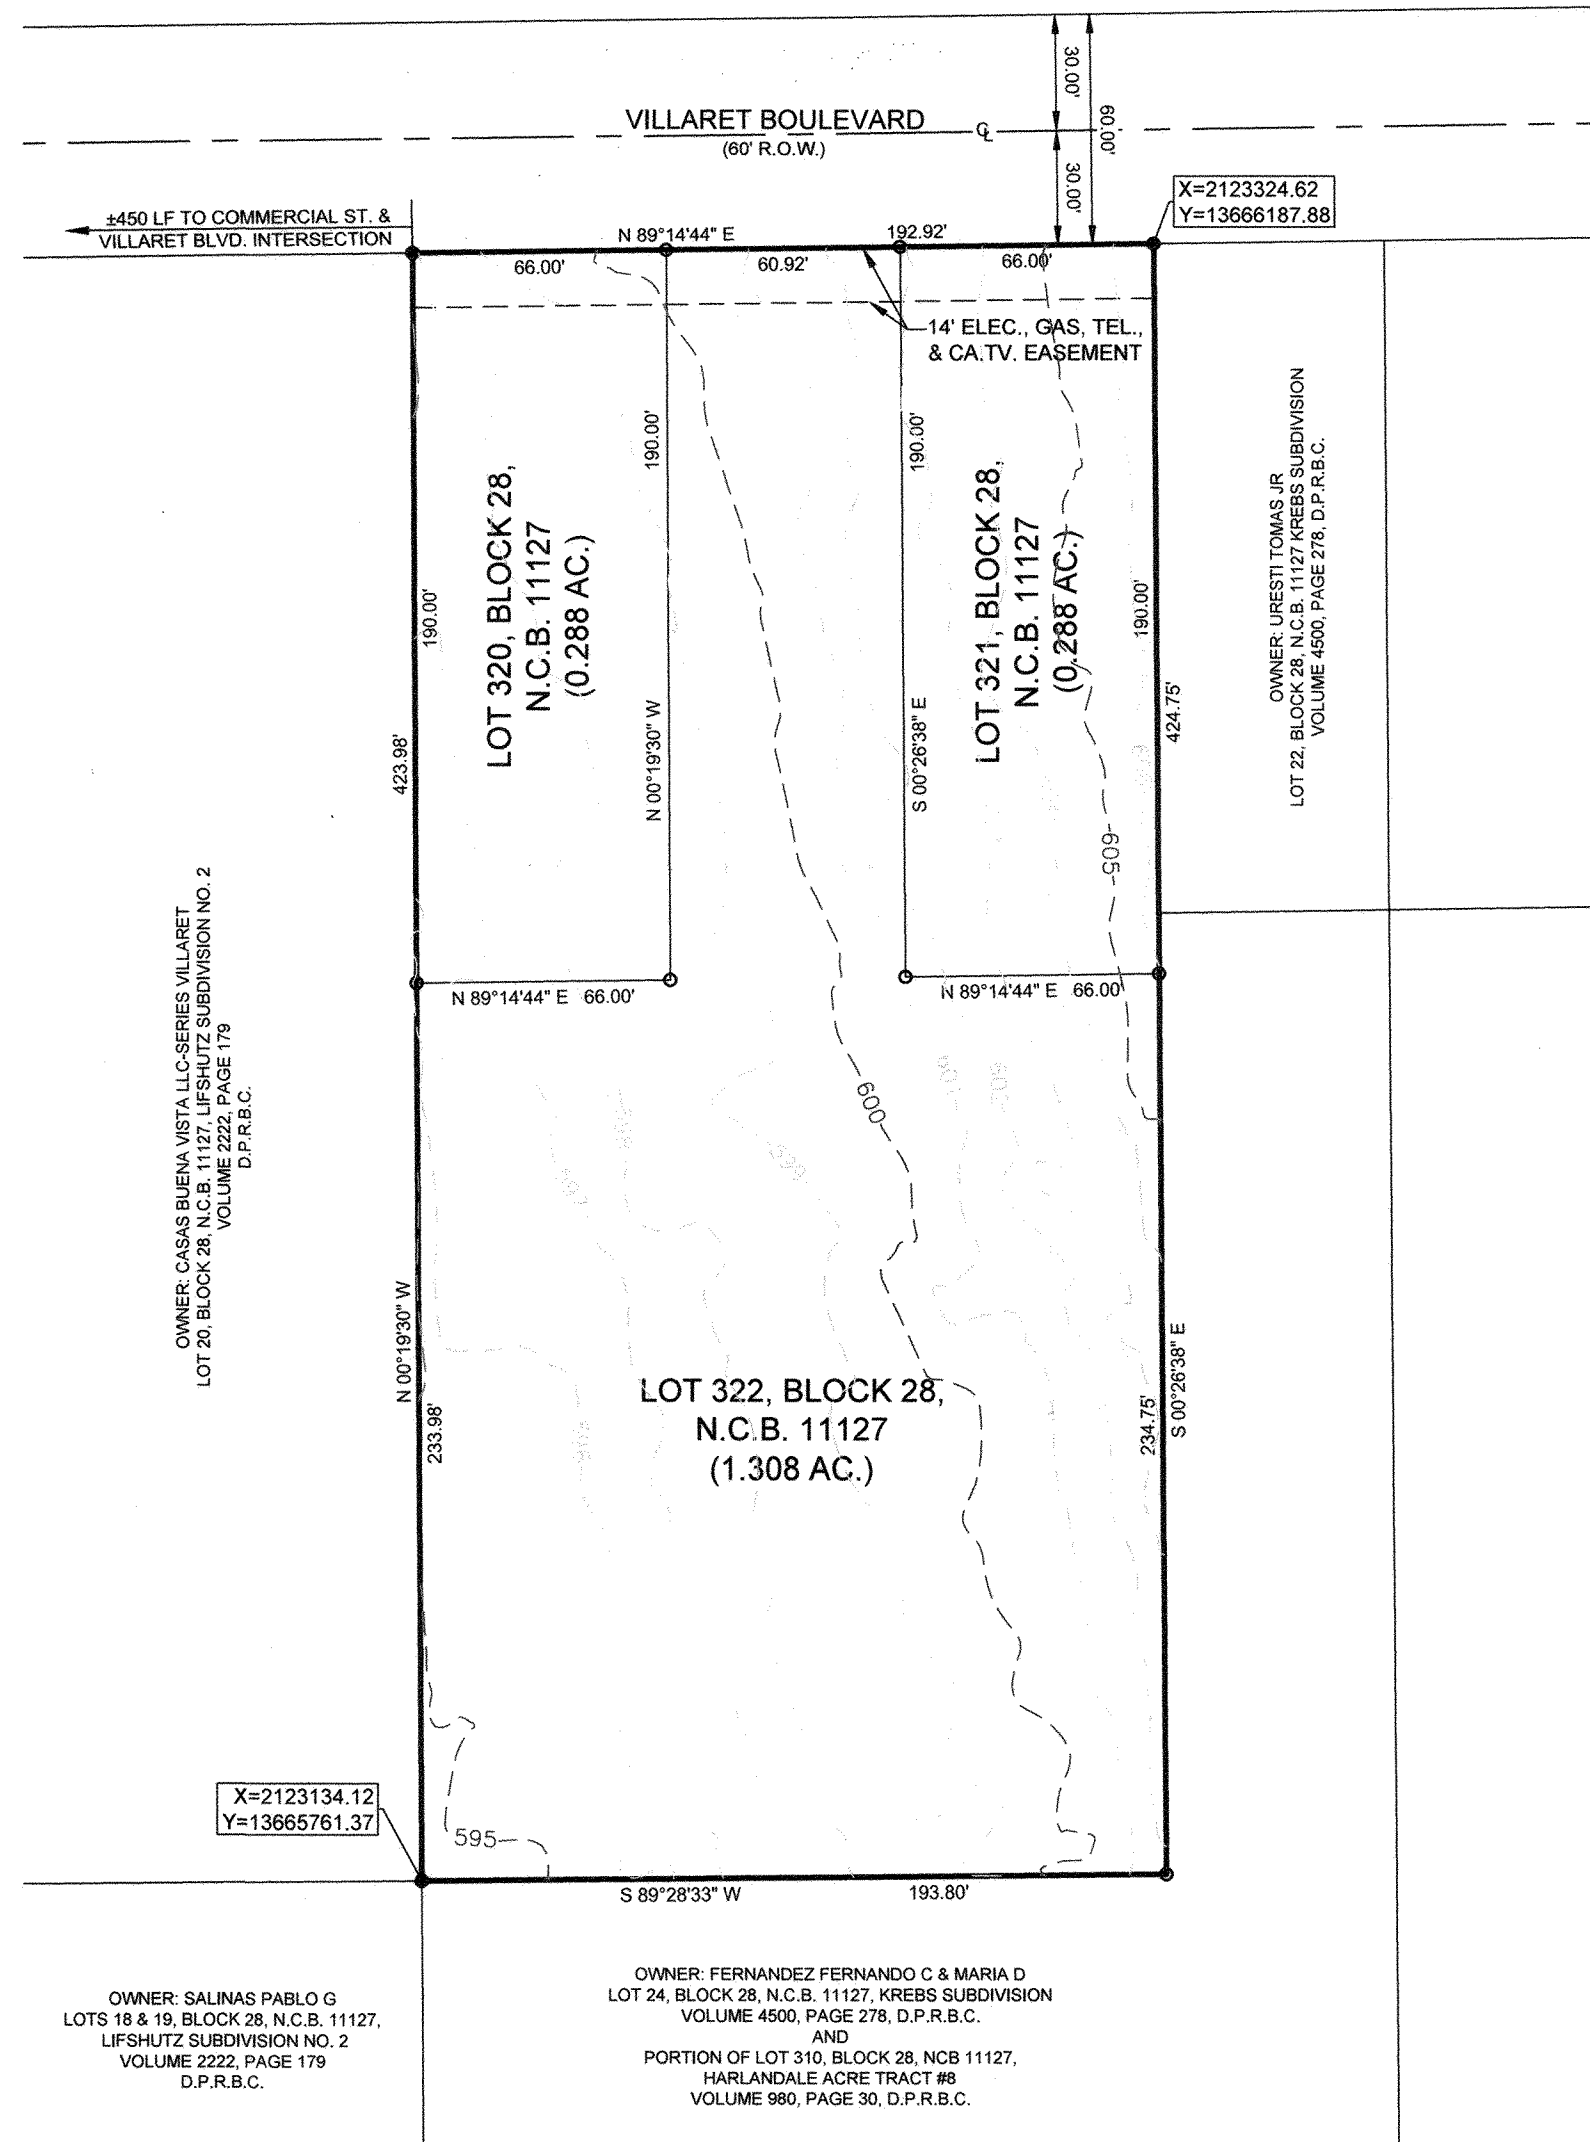 30.00'
60.00'
30.00'
VILLARET BOULEVARD
(60' R.O.W.)
℄
X=2123324.62
Y=13666187.88
±450 LF TO COMMERCIAL ST. &
VILLARET BLVD. INTERSECTION
N 89°14'44" E
192.92'
66.00'
60.92'
66.00'
14' ELEC., GAS, TEL.,
& CA.TV. EASEMENT
190.00'
190.00'
190.00'
190.00'
LOT 320, BLOCK 28,
N.C.B. 11127
(0.288 AC.)
LOT 321, BLOCK 28,
N.C.B. 11127
(0.288 AC.)
OWNER: URESTI TOMAS JR
LOT 22, BLOCK 28, N.C.B. 11127 KREBS SUBDIVISION
VOLUME 4500, PAGE 278, D.P.R.B.C.
423.98'
N 00°19'30" W
S 00°26'38" E
424.75'
605
N 89°14'44" E 66.00'
N 89°14'44" E 66.00'
OWNER: CASAS BUENA VISTA LLC-SERIES VILLARET
LOT 20, BLOCK 28, N.C.B. 11127, LIFSHUTZ SUBDIVISION NO. 2
VOLUME 2222, PAGE 179
D.P.R.B.C.
600
599
N 00°19'30" W
233.98'
LOT 322, BLOCK 28,
N.C.B. 11127
(1.308 AC.)
234.75'
S 00°26'38" E
X=2123134.12
Y=13665761.37
595
S 89°28'33" W
193.80'
OWNER: SALINAS PABLO G
LOTS 18 & 19, BLOCK 28, N.C.B. 11127,
LIFSHUTZ SUBDIVISION NO. 2
VOLUME 2222, PAGE 179
D.P.R.B.C.
OWNER: FERNANDEZ FERNANDO C & MARIA D
LOT 24, BLOCK 28, N.C.B. 11127, KREBS SUBDIVISION
VOLUME 4500, PAGE 278, D.P.R.B.C.
AND
PORTION OF LOT 310, BLOCK 28, NCB 11127,
HARLANDALE ACRE TRACT #8
VOLUME 980, PAGE 30, D.P.R.B.C.